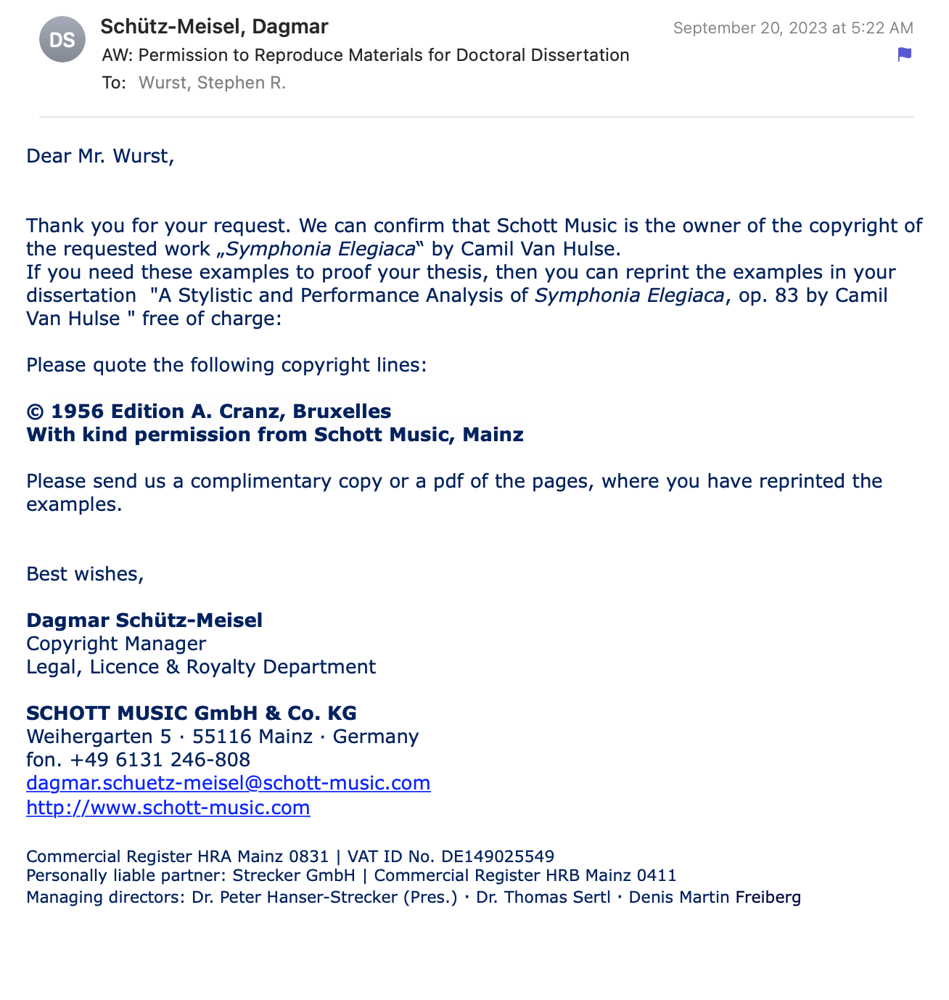 DS
Schütz-Meisel, Dagmar
September 20, 2023 at 5:22 AM
AW: Permission to Reproduce Materials for Doctoral Dissertation
To: Wurst, Stephen R.
Dear Mr. Wurst,
Thank you for your request. We can confirm that Schott Music is the owner of the copyright of
the requested work „Symphonia Elegiaca“ by Camil Van Hulse.
If you need these examples to proof your thesis, then you can reprint the examples in your
dissertation  "A Stylistic and Performance Analysis of Symphonia Elegiaca, op. 83 by Camil
Van Hulse " free of charge:
Please quote the following copyright lines:
© 1956 Edition A. Cranz, Bruxelles
With kind permission from Schott Music, Mainz
Please send us a complimentary copy or a pdf of the pages, where you have reprinted the
examples.
Best wishes,
Dagmar Schütz-Meisel
Copyright Manager
Legal, Licence & Royalty Department
SCHOTT MUSIC GmbH & Co. KG
Weihergarten 5 · 55116 Mainz · Germany
fon. +49 6131 246-808
dagmar.schuetz-meisel@schott-music.com
http://www.schott-music.com
Commercial Register HRA Mainz 0831 | VAT ID No. DE149025549
Personally liable partner: Strecker GmbH | Commercial Register HRB Mainz 0411
Managing directors: Dr. Peter Hanser-Strecker (Pres.) · Dr. Thomas Sertl · Denis Martin Freiberg